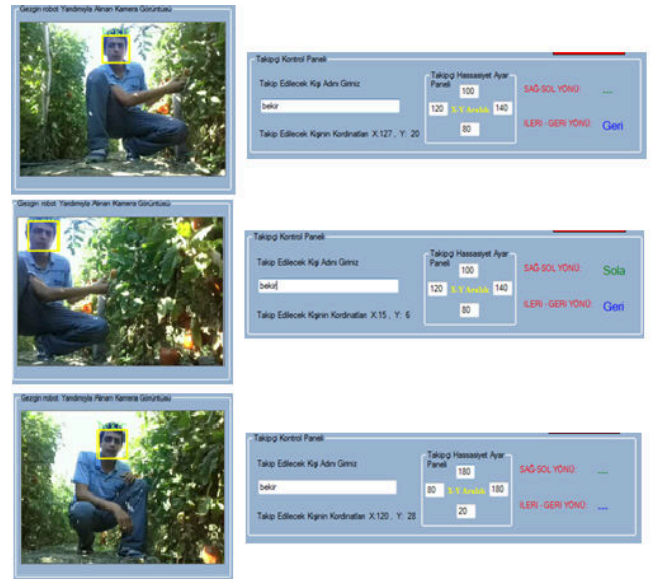 Gezgin robot Yardımıyla Alınan Kamera Görüntüsü
Takipçi Kontrol Paneli
Takip Edilecek Kişi Adını Giriniz
bekir
Takip Edilecek Kişinin Kordinatları X:127 , Y: 20
Takipçi Hassasiyet Ayar
Paneli
100
120 X-Y Aralık 140
80
SAĞ-SOL YÖNÜ: ---
İLERİ - GERİ YÖNÜ: Geri
Gezgin robot Yardımıyla Alınan Kamera Görüntüsü
Takipçi Kontrol Paneli
Takip Edilecek Kişi Adını Giriniz
bekir
Takip Edilecek Kişinin Kordinatları X:15 , Y: 6
Takipçi Hassasiyet Ayar
Paneli
100
120 X-Y Aralık 140
80
SAĞ-SOL YÖNÜ: Sola
İLERİ - GERİ YÖNÜ: Geri
Gezgin robot Yardımıyla Alınan Kamera Görüntüsü
Takipçi Kontrol Paneli
Takip Edilecek Kişi Adını Giriniz
bekir
Takip Edilecek Kişinin Kordinatları X:120 , Y: 28
Takipçi Hassasiyet Ayar
Paneli
180
80 X-Y Aralık 180
20
SAĞ-SOL YÖNÜ: ---
İLERİ - GERİ YÖNÜ: ---